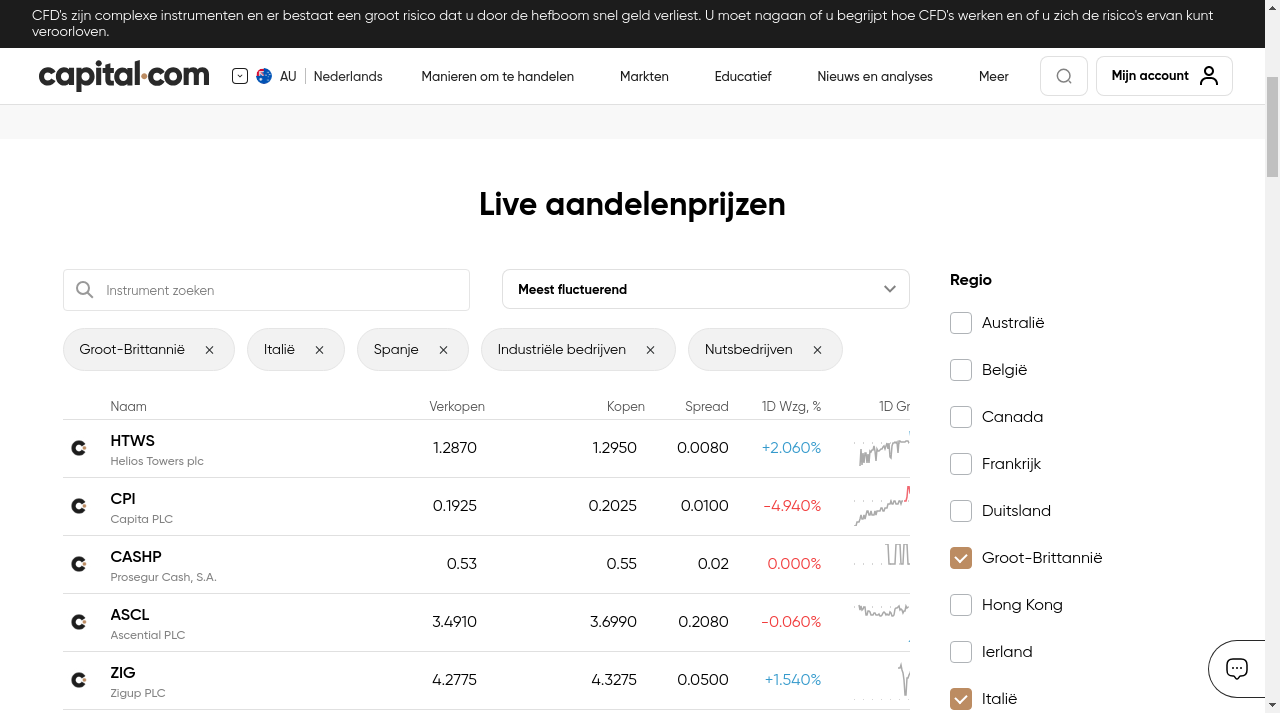 CFD's zijn complexe instrumenten en er bestaat een groot risico dat u door de hefboom snel geld verliest. U moet nagaan of u begrijpt hoe CFD's werken en of u zich de risico's ervan kunt
veroorloven.
capital.com AU Nederlands Manieren om te handelen Markten Educatief Nieuws en analyses Meer Mijn account
Live aandelenprijzen
Instrument zoeken
Meest fluctuerend
Groot-Brittannië
Italië
Spanje
Industriële bedrijven
Nutsbedrijven
Naam Verkopen Kopen Spread 1D Wzg, % 1D Gr
HTWS 1.2870 1.2950 0.0080 +2.060%
Helios Towers plc
CPI 0.1925 0.2025 0.0100 -4.940%
Capita PLC
CASHP 0.53 0.55 0.02 0.000%
Prosegur Cash, S.A.
ASCL 3.4910 3.6990 0.2080 -0.060%
Ascential PLC
ZIG 4.2775 4.3275 0.0500 +1.540%
Zigup PLC
Regio
Australië
België
Canada
Frankrijk
Duitsland
Groot-Brittannië
Hong Kong
Ierland
Italië